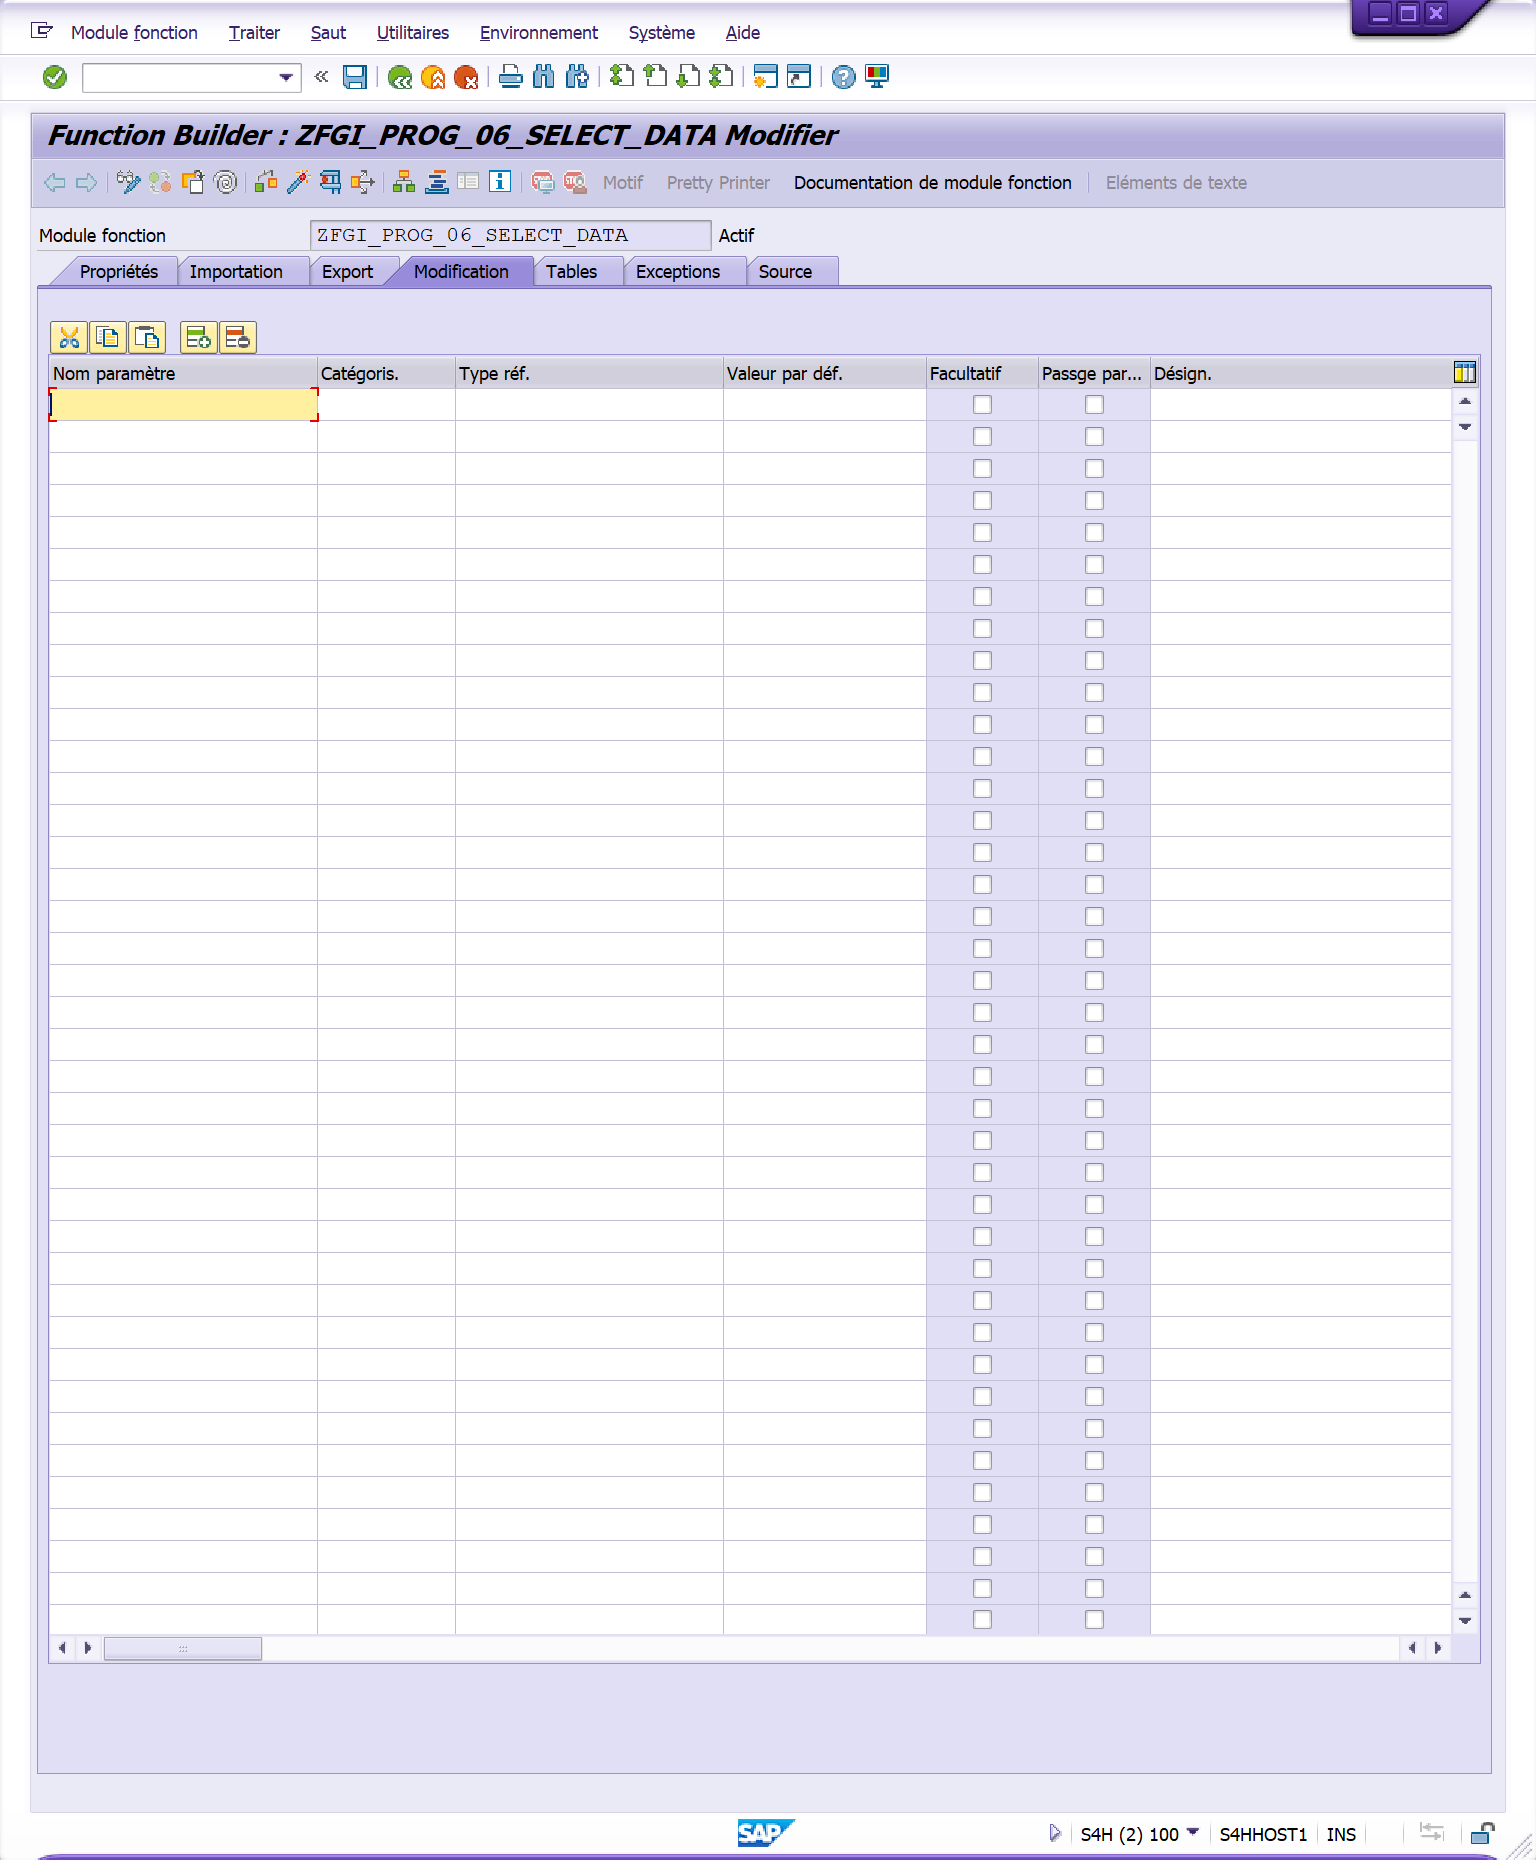 Module fonction Traiter Saut Utilitaires Environnement Système Aide
Function Builder : ZFGI_PROG_06_SELECT_DATA Modifier
Motif Pretty Printer Documentation de module fonction Eléments de texte
Module fonction ZFGI_PROG_06_SELECT_DATA Actif
Propriétés Importation Export Modification Tables Exceptions Source
Nom paramètre Catégoris. Type réf. Valeur par déf. Facultatif Passge par... Désign.
SAP S4H (2) 100 S4HHOST1 INS